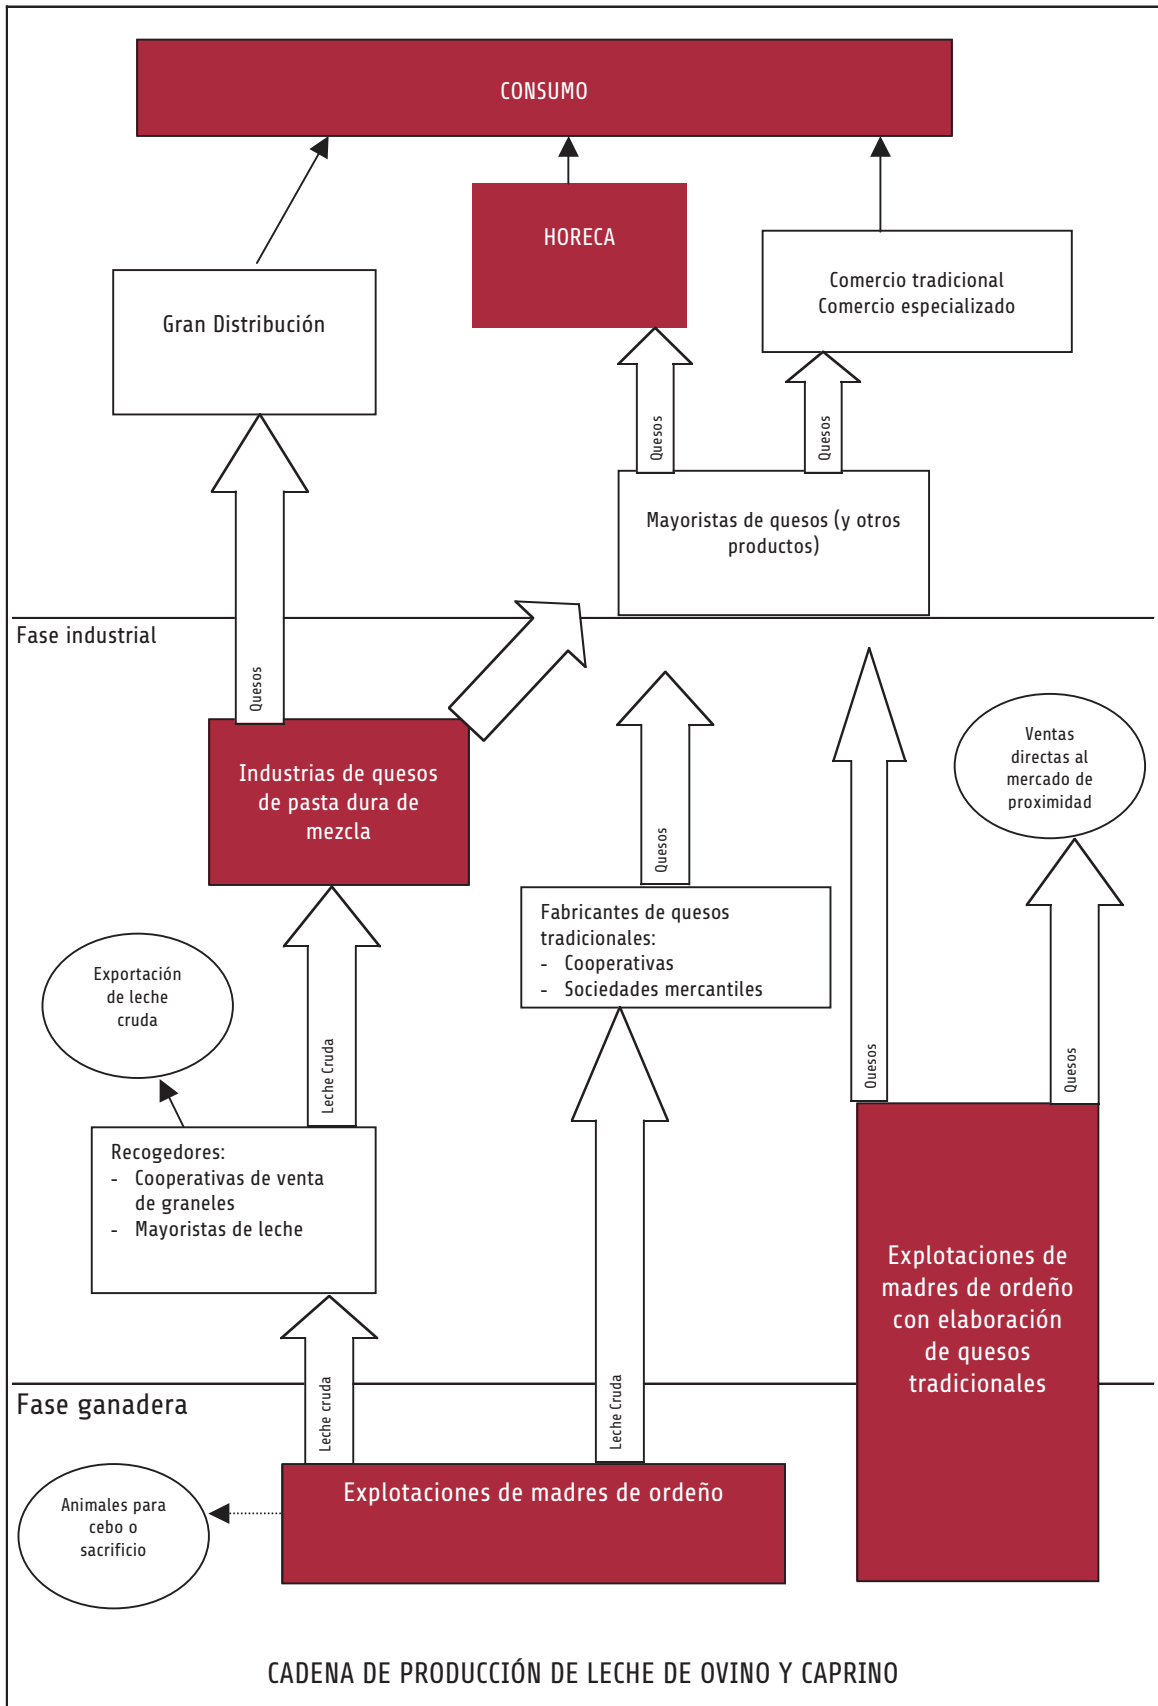 CONSUMO
HORECA
Gran Distribución
Comercio tradicional
Comercio especializado
Quesos
Quesos
Mayoristas de quesos (y otros
productos)
Fase industrial
Quesos
Industrias de quesos
de pasta dura de
mezcla
Ventas
directas al
mercado de
proximidad
Quesos
Fabricantes de quesos
tradicionales:
- Cooperativas
- Sociedades mercantiles
Exportación
de leche
cruda
Leche Cruda
Quesos
Quesos
Recogedores:
- Cooperativas de venta
de graneles
- Mayoristas de leche
Explotaciones de
madres de ordeño
con elaboración
de quesos
tradicionales
Fase ganadera
Leche cruda
Leche Cruda
Explotaciones de madres de ordeño
Animales para
cebo o
sacrificio
CADENA DE PRODUCCIÓN DE LECHE DE OVINO Y CAPRINO